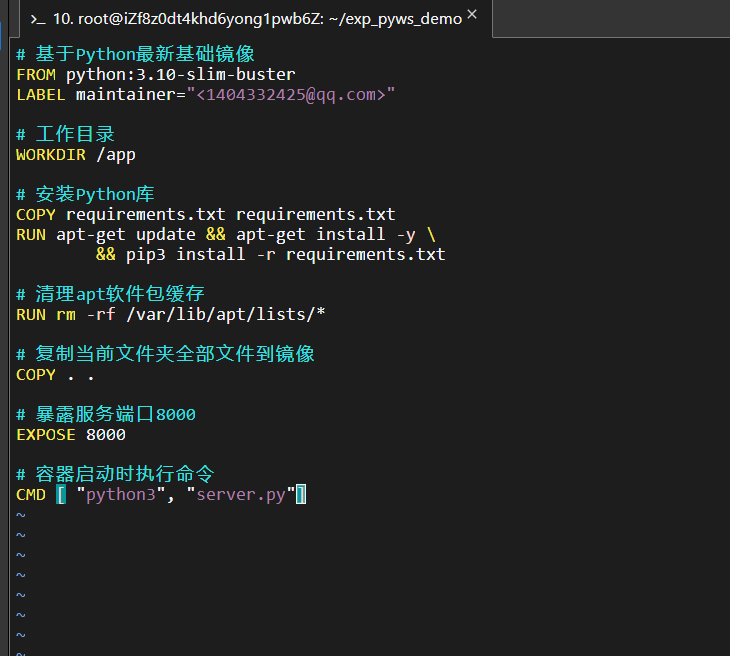 >_ 10. root@iZf8z0dt4khd6yong1pwb6Z: ~/exp_pyws_demo ×
# 基于Python最新基础镜像
FROM python:3.10-slim-buster
LABEL maintainer="<1404332425@qq.com>"
# 工作目录
WORKDIR /app
# 安装Python库
COPY requirements.txt requirements.txt
RUN apt-get update && apt-get install -y \
&& pip3 install -r requirements.txt
# 清理apt软件包缓存
RUN rm -rf /var/lib/apt/lists/*
# 复制当前文件夹全部文件到镜像
COPY . .
# 暴露服务端口8000
EXPOSE 8000
# 容器启动时执行命令
CMD [ "python3", "server.py"]
~
~
~
~
~
~
~
~